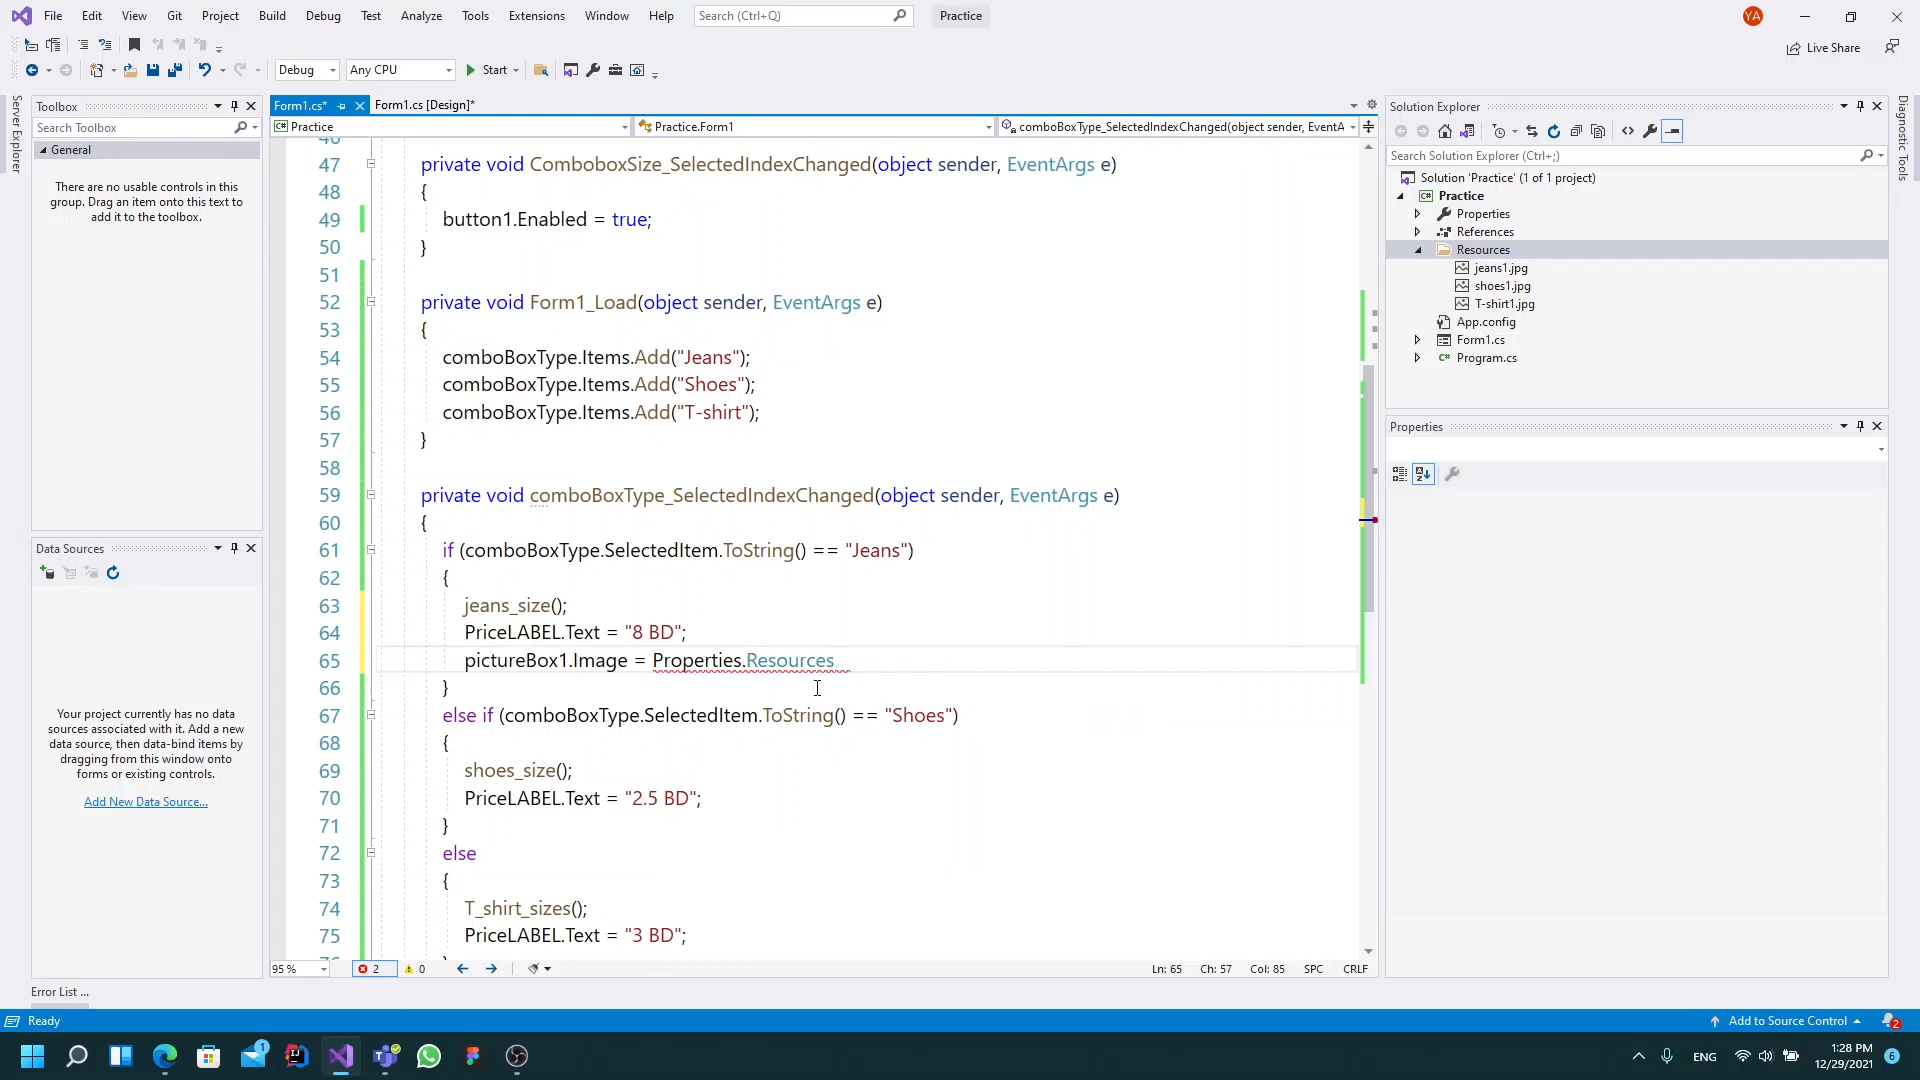 File Edit View Git Project Build Debug Test Analyze Tools Extensions Window Help Search (Ctrl+Q) Practice YA
Live Share
Debug Any CPU Start
Server Explorer
Toolbox
Search Toolbox
General
There are no usable controls in this
group. Drag an item onto this text to
add it to the toolbox.
Data Sources
Your project currently has no data
sources associated with it. Add a new
data source, then data-bind items by
dragging from this window onto
forms or existing controls.
Add New Data Source...
Error List ...
Form1.cs* Form1.cs [Design]*
C# Practice Practice.Form1 comboBoxType_SelectedIndexChanged(object sender, EventA
46
47 private void ComboboxSize_SelectedIndexChanged(object sender, EventArgs e)
48 {
49 button1.Enabled = true;
50 }
51
52 private void Form1_Load(object sender, EventArgs e)
53 {
54 comboBoxType.Items.Add("Jeans");
55 comboBoxType.Items.Add("Shoes");
56 comboBoxType.Items.Add("T-shirt");
57 }
58
59 private void comboBoxType_SelectedIndexChanged(object sender, EventArgs e)
60 {
61 if (comboBoxType.SelectedItem.ToString() == "Jeans")
62 {
63 jeans_size();
64 PriceLABEL.Text = "8 BD";
65 pictureBox1.Image = Properties.Resources
66 }
67 else if (comboBoxType.SelectedItem.ToString() == "Shoes")
68 {
69 shoes_size();
70 PriceLABEL.Text = "2.5 BD";
71 }
72 else
73 {
74 T_shirt_sizes();
75 PriceLABEL.Text = "3 BD";
76 }
95 % 2 0 Ln: 65 Ch: 57 Col: 85 SPC CRLF
Solution Explorer
Search Solution Explorer (Ctrl+;)
Solution 'Practice' (1 of 1 project)
C# Practice
Properties
References
Resources
jeans1.jpg
shoes1.jpg
T-shirt1.jpg
App.config
Form1.cs
C# Program.cs
Properties
Diagnostic Tools
Ready Add to Source Control 2
1 ENG 1:28 PM 6
12/29/2021